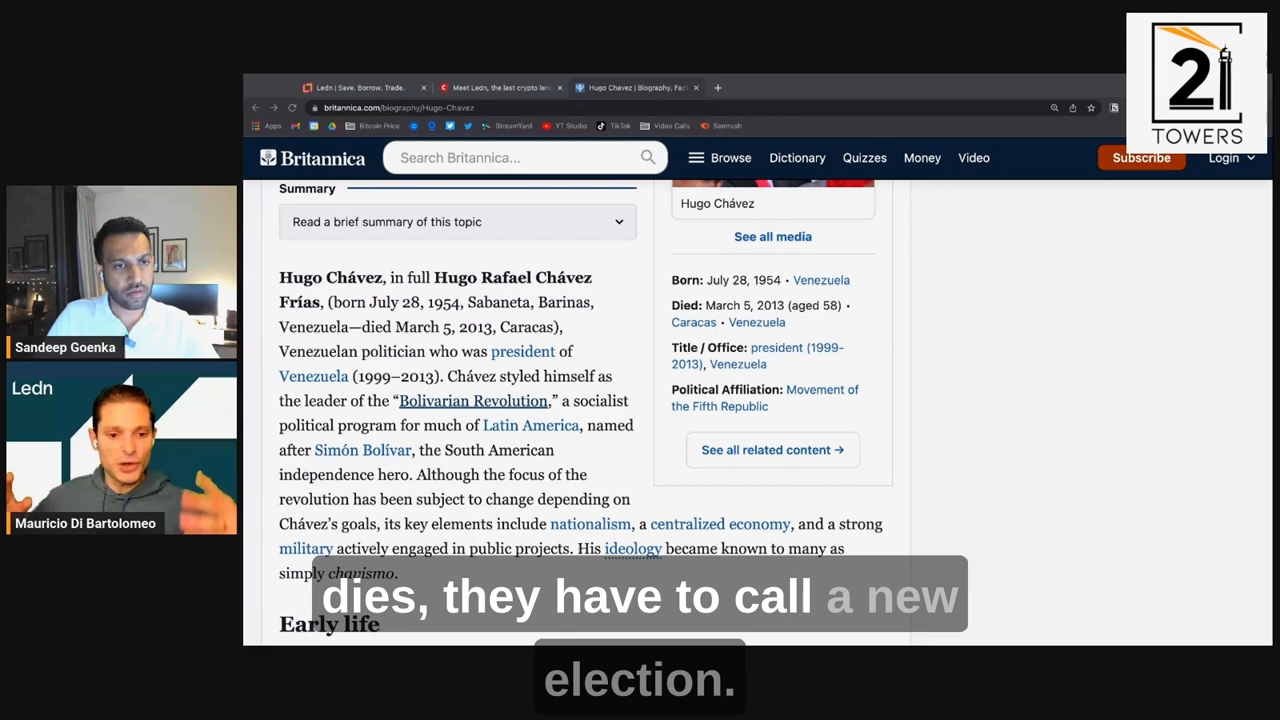 21
TOWERS
Ledn | Save. Borrow. Trade.
Meet Ledn, the last crypto len
Hugo Chavez | Biography, Fac
britannica.com/biography/Hugo-Chavez
Apps
Bitcoin Price
StreamYard
YT Studio
TikTok
Video Calls
Semrush
Britannica
Search Britannica...
Browse
Dictionary
Quizzes
Money
Video
Subscribe
Login
Summary
Read a brief summary of this topic
Hugo Chávez, in full Hugo Rafael Chávez
Frías, (born July 28, 1954, Sabaneta, Barinas,
Venezuela—died March 5, 2013, Caracas),
Venezuelan politician who was president of
Venezuela (1999–2013). Chávez styled himself as
the leader of the “Bolivarian Revolution,” a socialist
political program for much of Latin America, named
after Simón Bolívar, the South American
independence hero. Although the focus of the
revolution has been subject to change depending on
Chávez’s goals, its key elements include nationalism, a centralized economy, and a strong
military actively engaged in public projects. His ideology became known to many as
simply chavismo.
Early life
Hugo Chávez
See all media
Born: July 28, 1954 • Venezuela
Died: March 5, 2013 (aged 58) •
Caracas • Venezuela
Title / Office: president (1999-
2013), Venezuela
Political Affiliation: Movement of
the Fifth Republic
See all related content →
Sandeep Goenka
Ledn
Mauricio Di Bartolomeo
dies, they have to call a new
election.